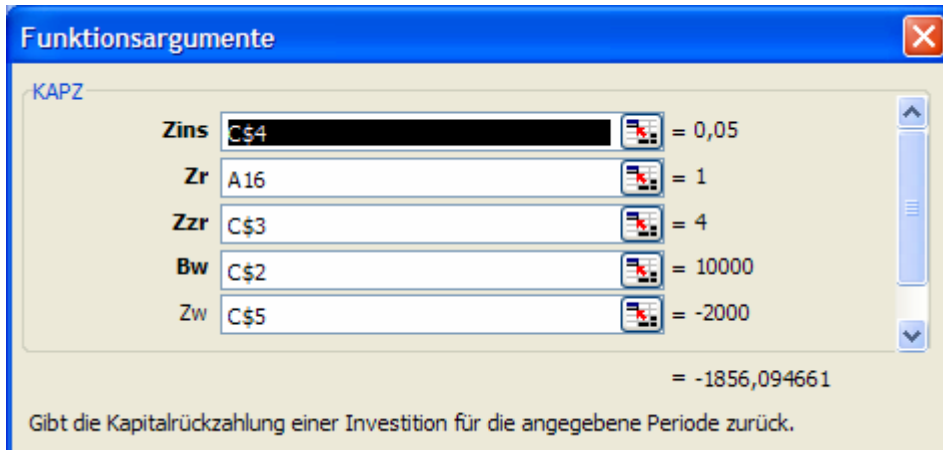 Funktionsargumente
KAPZ
Zins C$4 = 0,05
Zr A16 = 1
Zzr C$3 = 4
Bw C$2 = 10000
Zw C$5 = -2000
= -1856,094661
Gibt die Kapitalrückzahlung einer Investition für die angegebene Periode zurück.